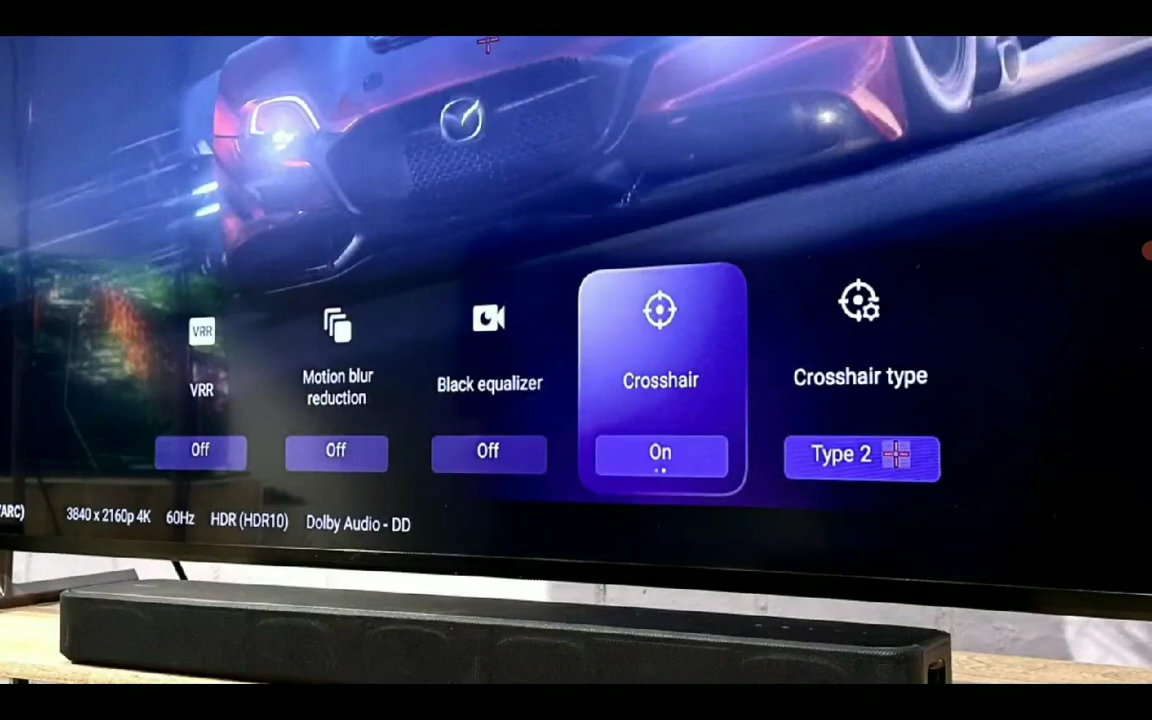 VRR
VRR
Off
Motion blur
reduction
Off
Black equalizer
Off
Crosshair
On
Crosshair type
Type 2
ARC)
3840 x 2160p 4K 60Hz HDR (HDR10) Dolby Audio - DD